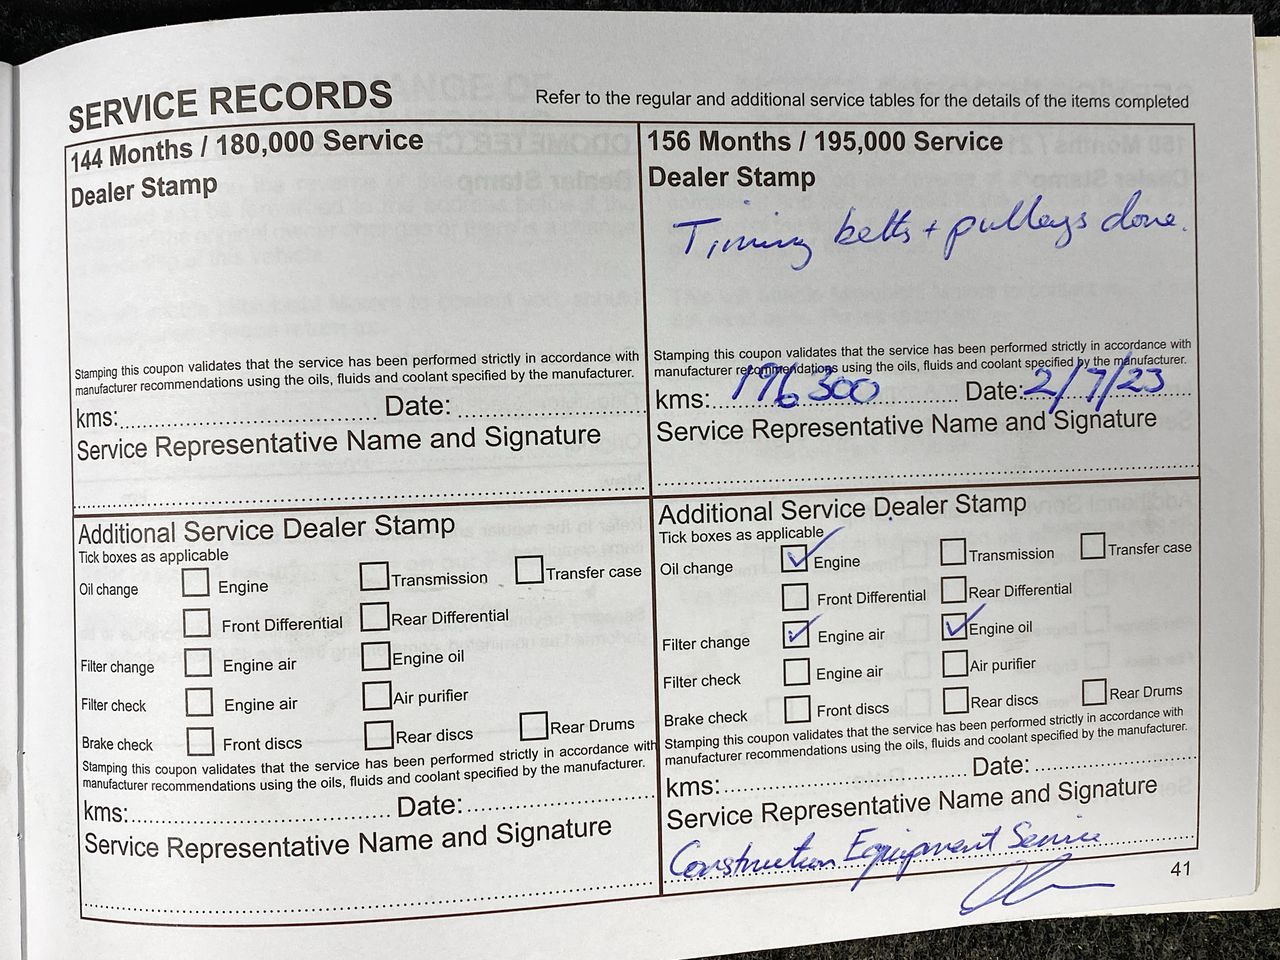 SERVICE RECORDS
Refer to the regular and additional service tables for the details of the items completed
144 Months / 180,000 Service
Dealer Stamp
Stamping this coupon validates that the service has been performed strictly in accordance with
manufacturer recommendations using the oils, fluids and coolant specified by the manufacturer.
kms: Date:
Service Representative Name and Signature
Additional Service Dealer Stamp
Tick boxes as applicable
Oil change Engine Transmission Transfer case
Front Differential Rear Differential
Filter change Engine air Engine oil
Filter check Engine air Air purifier
Brake check Front discs Rear discs Rear Drums
Stamping this coupon validates that the service has been performed strictly in accordance with
manufacturer recommendations using the oils, fluids and coolant specified by the manufacturer.
kms: Date:
Service Representative Name and Signature
156 Months / 195,000 Service
Dealer Stamp
Timing belts + pulleys done.
Stamping this coupon validates that the service has been performed strictly in accordance with
manufacturer recommendations using the oils, fluids and coolant specified by the manufacturer.
kms: 196300 Date: 2/7/23
Service Representative Name and Signature
Additional Service Dealer Stamp
Tick boxes as applicable
Oil change Engine Transmission Transfer case
Front Differential Rear Differential
Filter change Engine air Engine oil
Filter check Engine air Air purifier
Brake check Front discs Rear discs Rear Drums
Stamping this coupon validates that the service has been performed strictly in accordance with
manufacturer recommendations using the oils, fluids and coolant specified by the manufacturer.
kms: Date:
Service Representative Name and Signature
Construction Equipment Service
41